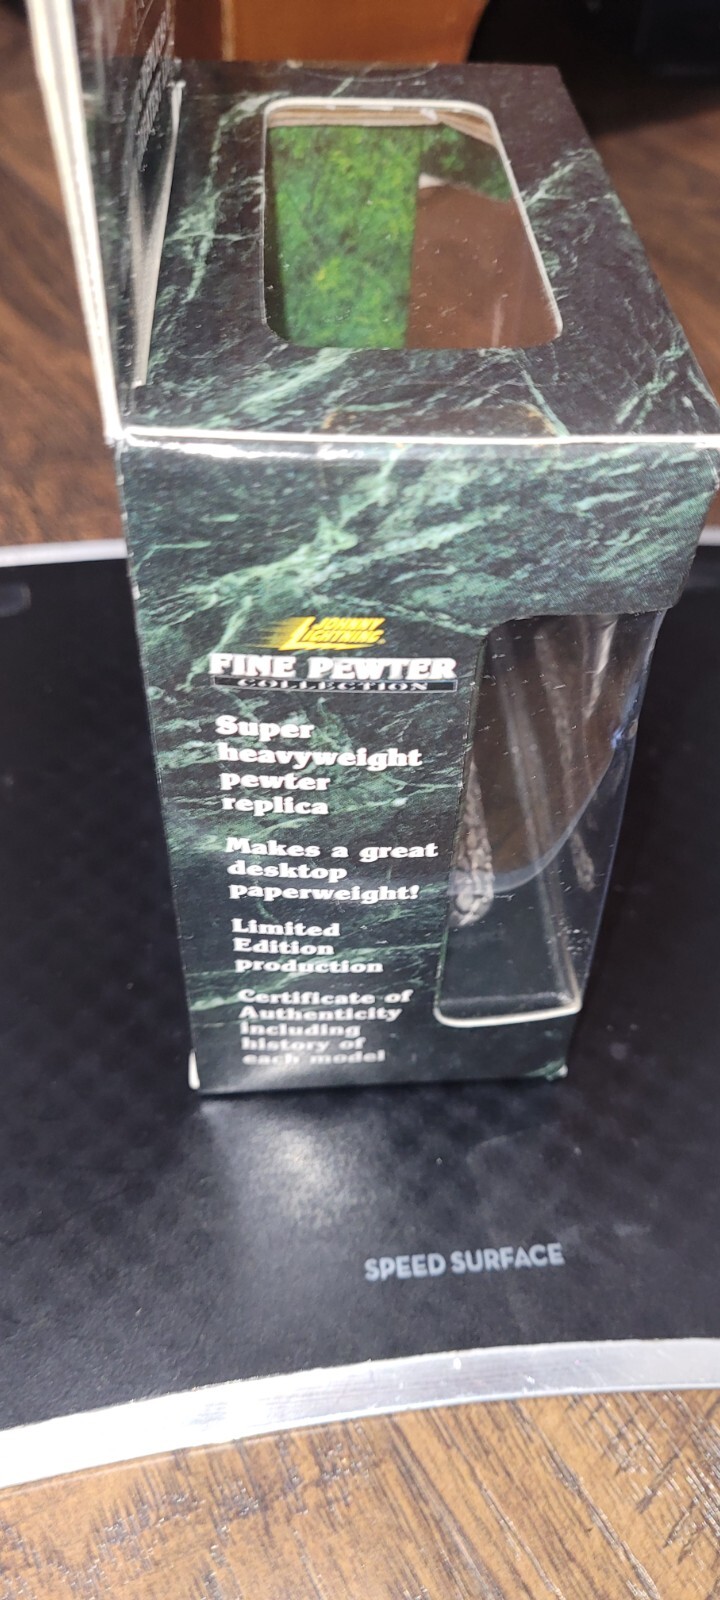 JOHNNY
LIGHTNING
FINE PEWTER
COLLECTION
Super
heavyweight
pewter
replica
Makes a great
desktop
paperweight!
Limited
Edition
production
Certificate of
Authenticity
including
history of
each model
SPEED SURFACE